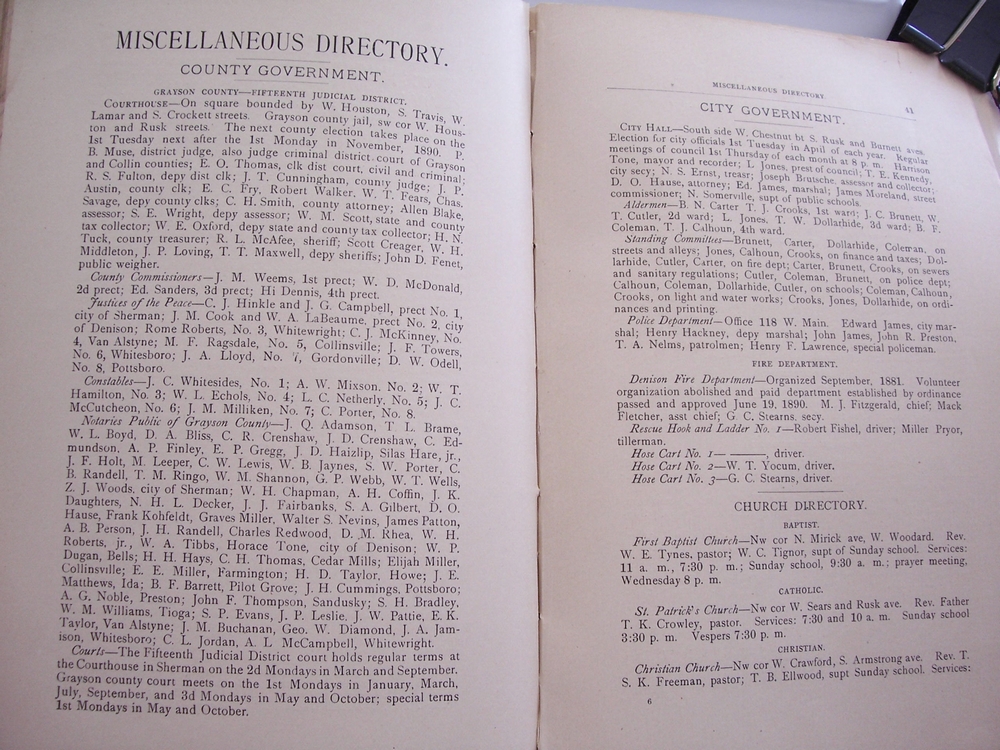 MISCELLANEOUS DIRECTORY.
COUNTY GOVERNMENT.
GRAYSON COUNTY—FIFTEENTH JUDICIAL DISTRICT.
COURTHOUSE—On square bounded by W. Houston, S. Travis, W.
Lamar and S. Crockett streets. Grayson county jail, sw cor W. Hous-
ton and Rusk streets. The next county election takes place on the
1st Tuesday next after the 1st Monday in November, 1890. P.
B. Muse, district judge, also judge criminal district court of Grayson
and Collin counties; E. O. Thomas, clk dist court, civil and criminal;
R. S. Fulton, depy dist clk; J. T. Cunningham, county judge; J. P.
Austin, county clk; E. C. Fry, Robert Walker, W. T. Fears, Chas.
Savage, depy county clks; C. H. Smith, county attorney; Allen Blake,
assessor; S. E. Wright, depy assessor; W. M. Scott, state and county
tax collector; W. E. Oxford, depy state and county tax collector; H. N.
Tuck, county treasurer; R. L. McAfee, sheriff; Scott Creager, W. H.
Middleton, J. P. Loving, T. T. Maxwell, depy sheriffs; John D. Fenet,
public weigher.
County Commissioners—J. M. Weems, 1st prect; W. D. McDonald,
2d prect; Ed. Sanders, 3d prect; Hi Dennis, 4th prect.
Justices of the Peace—C. J. Hinkle and J. G. Campbell, prect No. 1,
city of Sherman; J. M. Cook and W. A. LaBeaume, prect No. 2, city
of Denison; Rome Roberts, No. 3, Whitewright; C. J. McKinney, No.
4, Van Alstyne; M. F. Ragsdale, No. 5, Collinsville; J. F. Towers,
No. 6, Whitesboro; J. A. Lloyd, No. 7, Gordonville; D. W. Odell,
No. 8, Pottsboro.
Constables—J. C. Whitesides, No. 1; A. W. Mixson, No. 2; W. T.
Hamilton, No. 3; W. L. Echols, No. 4; L. C. Netherly, No. 5; J. C.
McCutcheon, No. 6; J. M. Milliken, No. 7; C. Porter, No. 8.
Notaries Public of Grayson County—J. Q. Adamson, T. L. Brame,
W. L. Boyd, D. A. Bliss, C. R. Crenshaw, J. D. Crenshaw, C. Ed-
mundson, A. P. Finley, E. P. Gregg, J. D. Haizlip, Silas Hare, jr.,
J. F. Holt, M. Leeper, C. W. Lewis, W. B. Jaynes, S. W. Porter, C.
B. Randell, T. M. Ringo, W. M. Shannon, G. P. Webb, W. T. Wells,
Z. J. Woods, city of Sherman; W. H. Chapman, A. H. Coffin, J. K.
Daughters, N. H. L. Decker, J. J. Fairbanks, S. A. Gilbert, D. O.
Hause, Frank Kohfeldt, Graves Miller, Walter S. Nevins, James Patton,
A. B. Person, J. H. Randell, Charles Redwood, D. M. Rhea, W. H.
Roberts, jr., W. A. Tibbs, Horace Tone, city of Denison; W. P.
Dugan, Bells; H. H. Hays, C. H. Thomas, Cedar Mills; Elijah Miller,
Collinsville; E. E. Miller, Farmington; H. D. Taylor, Howe; J. E.
Matthews, Ida; B. F. Barrett, Pilot Grove; J. H. Cummings, Pottsboro;
A. G. Noble, Preston; John F. Thompson, Sandusky; S. H. Bradley,
W. M. Williams, Tioga; S. P. Evans, J. P. Leslie, J. W. Pattie, E. K.
Taylor, Van Alstyne; J. M. Buchanan, Geo. W. Diamond, J. A. Jam-
ison, Whitesboro; C. L. Jordan, A. L. McCampbell, Whitewright.
Courts—The Fifteenth Judicial District court holds regular terms at
the Courthouse in Sherman on the 2d Mondays in March and September.
Grayson county court meets on the 1st Mondays in January, March,
July, September, and 3d Mondays in May and October; special terms
1st Mondays in May and October.
MISCELLANEOUS DIRECTORY. 41
CITY GOVERNMENT.
CITY HALL—South side W. Chestnut bt S. Rusk and Burnett aves.
Election for city officials 1st Tuesday in April of each year. Regular
meetings of council 1st Thursday of each month at 8 p. m. Harrison
Tone, mayor and recorder; L. Jones, prest of council; T. E. Kennedy,
city secy; N. S. Ernst, treasr; Joseph Brutsche, assessor and collector;
D. O. Hause, attorney; Ed. James, marshal; James Moreland, street
commissioner; N. Somerville, supt of public schools.
Aldermen—B. N. Carter T. J. Crooks, 1st ward; J. C. Brunett, W.
T. Cutler, 2d ward; L. Jones, T. W. Dollarhide, 3d ward; B. F.
Coleman, T. J. Calhoun, 4th ward.
Standing Committees—Brunett, Carter, Dollarhide, Coleman, on
streets and alleys; Jones, Calhoun, Crooks, on finance and taxes; Dol-
larhide, Cutler, Carter, on fire dept; Carter, Brunett, Crooks, on sewers
and sanitary regulations; Cutler, Coleman, Brunett, on police dept;
Calhoun, Coleman, Dollarhide, Cutler, on schools; Coleman, Calhoun,
Crooks, on light and water works; Crooks, Jones, Dollarhide, on ordi-
nances and printing.
Police Department—Office 118 W. Main. Edward James, city mar-
shal; Henry Hackney, depy marshal; John James, John R. Preston,
T. A. Nelms, patrolmen; Henry F. Lawrence, special policeman.
FIRE DEPARTMENT.
Denison Fire Department—Organized September, 1881. Volunteer
organization abolished and paid department established by ordinance
passed and approved June 19, 1890. M. J. Fitzgerald, chief; Mack
Fletcher, asst chief; G. C. Stearns, secy.
Rescue Hook and Ladder No. 1—Robert Fishel, driver; Miller Pryor,
tillerman.
Hose Cart No. 1— ———, driver.
Hose Cart No. 2—W. T. Yocum, driver.
Hose Cart No. 3—G. C. Stearns, driver.
CHURCH DIRECTORY.
BAPTIST.
First Baptist Church—Nw cor N. Mirick ave, W. Woodard. Rev.
W. E. Tynes, pastor; W. C. Tignor, supt of Sunday school. Services:
11 a. m., 7:30 p. m.; Sunday school, 9:30 a. m.; prayer meeting,
Wednesday 8 p. m.
CATHOLIC.
St. Patrick's Church—Nw cor W. Sears and Rusk ave. Rev. Father
T. K. Crowley, pastor. Services: 7:30 and 10 a. m. Sunday school
3:30 p. m. Vespers 7:30 p. m.
CHRISTIAN.
Christian Church—Nw cor W. Crawford, S. Armstrong ave. Rev. T.
S. K. Freeman, pastor; T. B. Ellwood, supt Sunday school. Services:
6